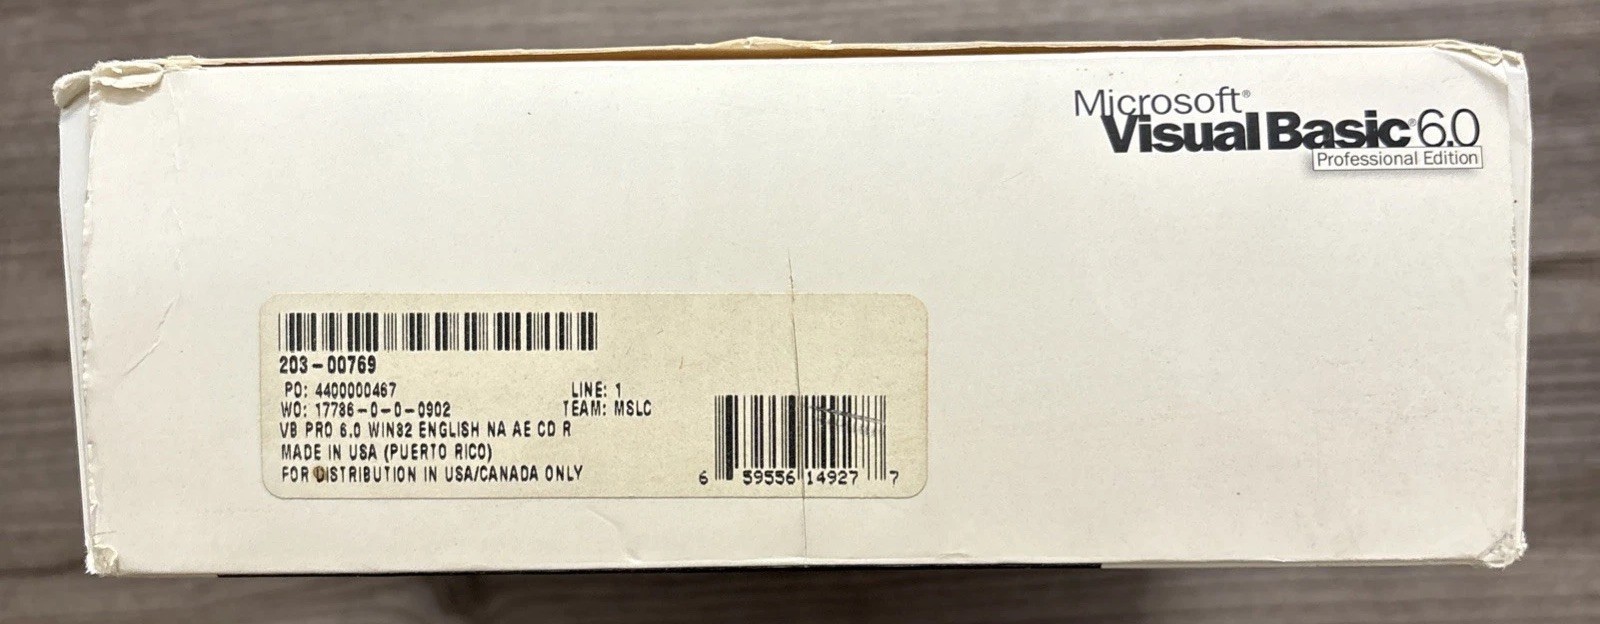 Microsoft®
Visual Basic® 6.0
Professional Edition
203-00769
PO: 4400000467 LINE: 1
WO: 17786-0-0-0902 TEAM: MSLC
VB PRO 6.0 WIN32 ENGLISH NA AE CD R
MADE IN USA (PUERTO RICO)
FOR DISTRIBUTION IN USA/CANADA ONLY
6 59556 14927 7